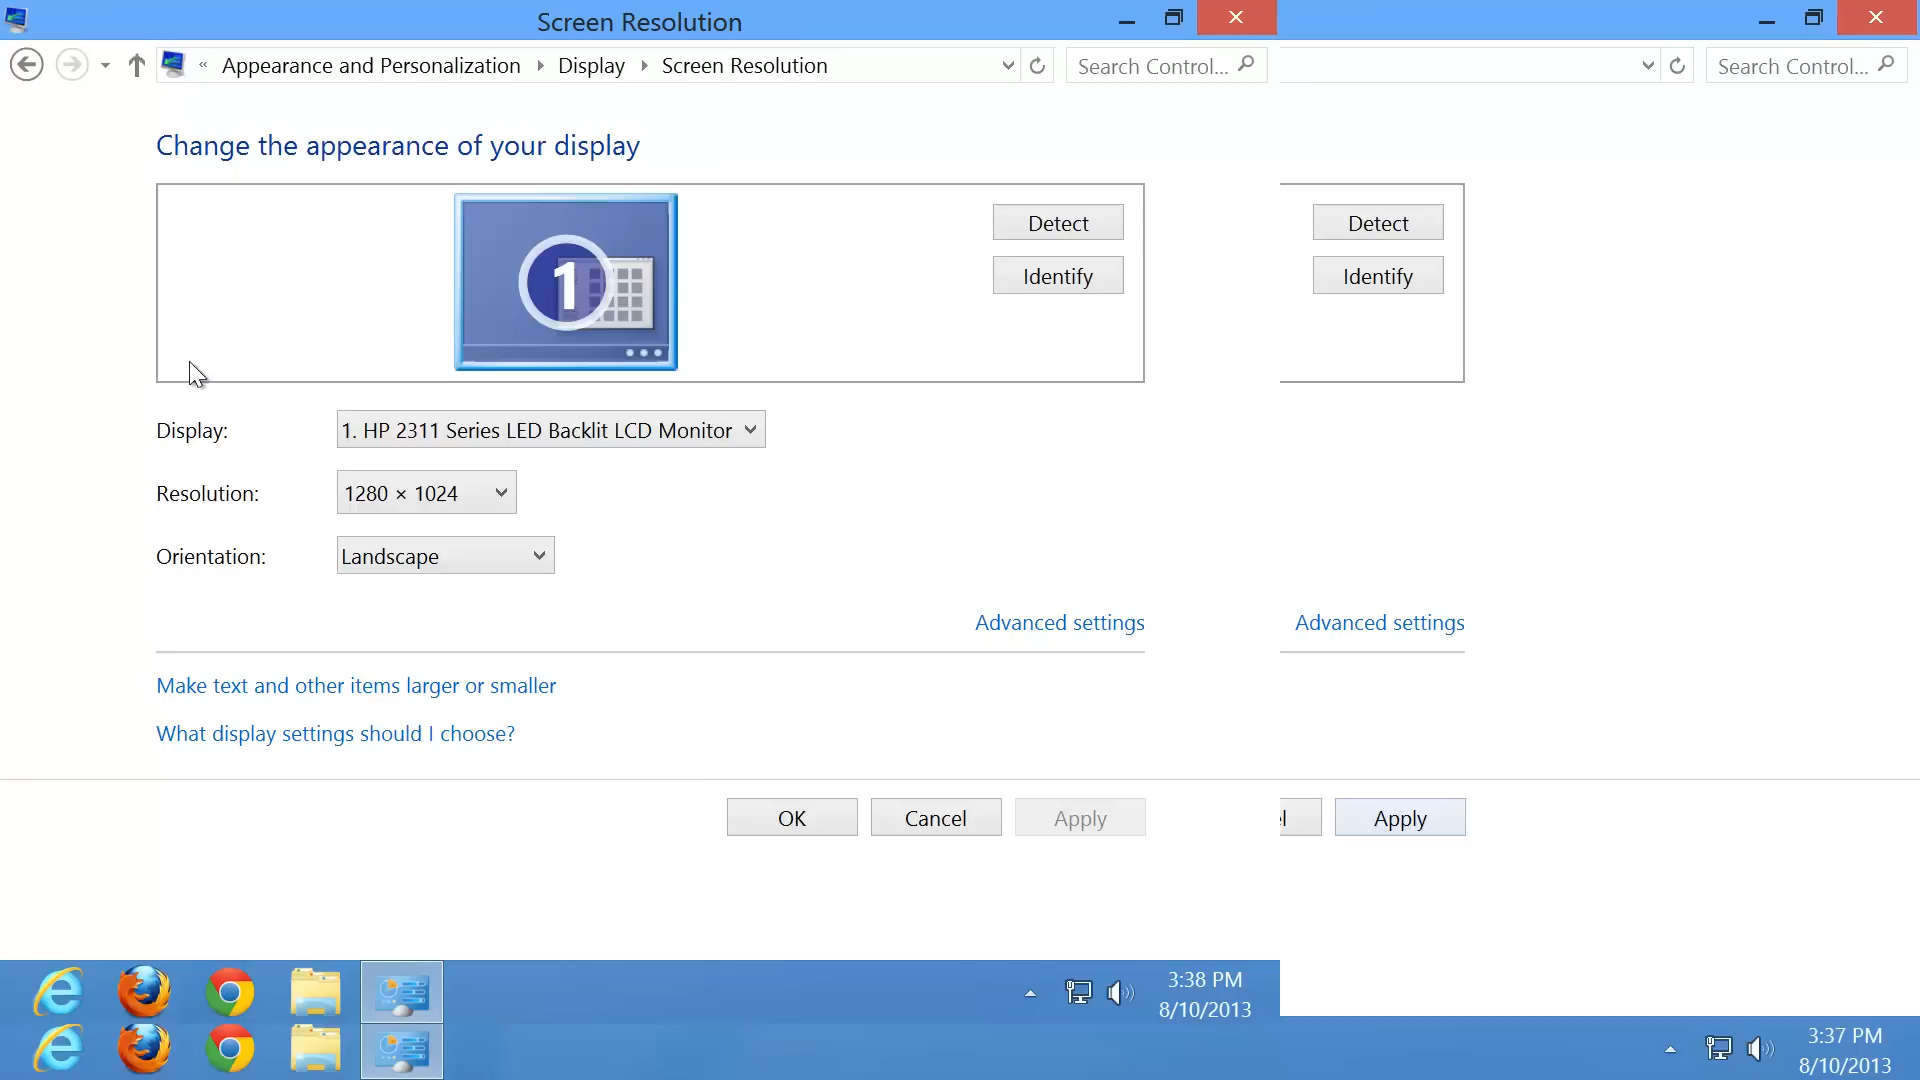 Screen Resolution
« Appearance and Personalization Display Screen Resolution Search Control... Search Control...
Change the appearance of your display
1
Detect Detect
Identify Identify
Display: 1. HP 2311 Series LED Backlit LCD Monitor
Resolution: 1280 × 1024
Orientation: Landscape
Advanced settings Advanced settings
Make text and other items larger or smaller
What display settings should I choose?
OK Cancel Apply el Apply
3:38 PM
8/10/2013
3:37 PM
8/10/2013